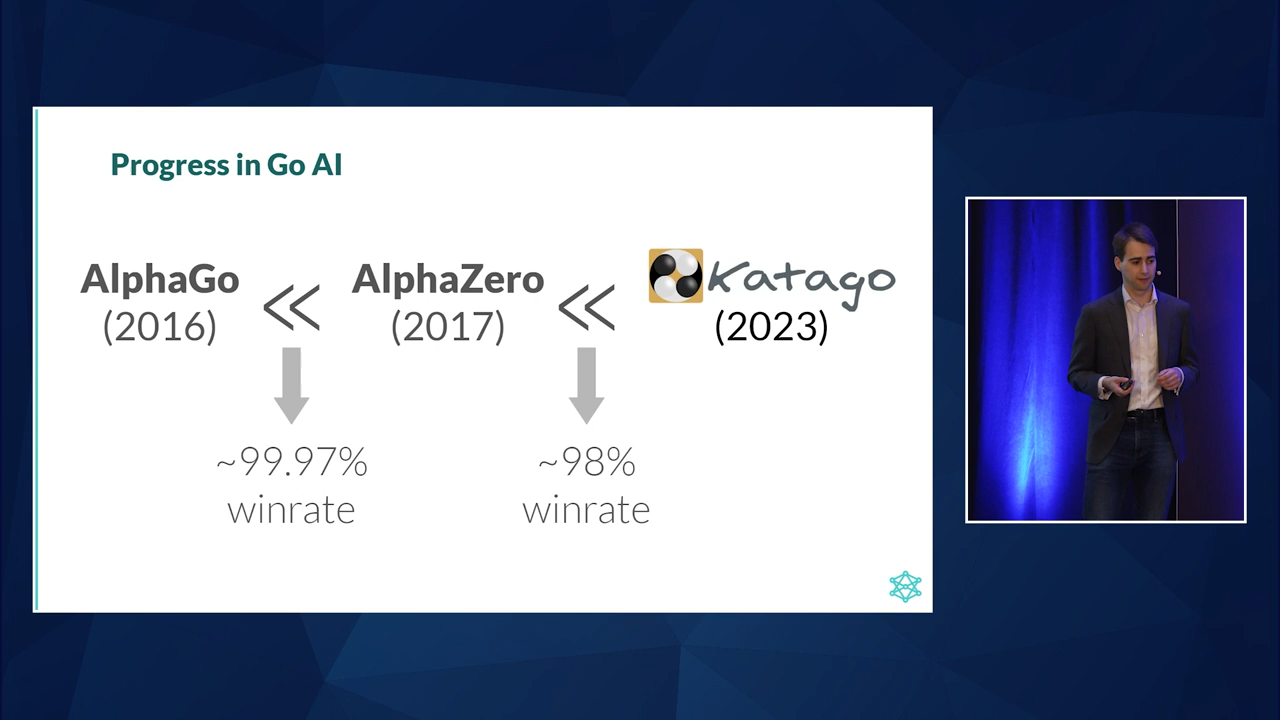 Progress in Go AI
AlphaGo
(2016)
<<
AlphaZero
(2017)
<<
Katago
(2023)
~99.97%
winrate
~98%
winrate